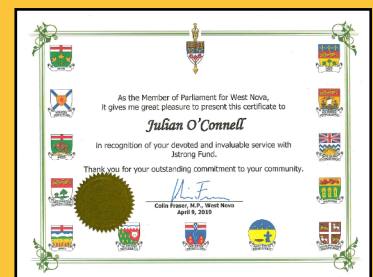 As the Member of Parliament for West Nova,
it gives me great pleasure to present this certificate to
Julian O'Connell
in recognition of your devoted and invaluable service with
Jstrong Fund.
Thank you for your outstanding commitment to your community.
Colin Fraser, M.P., West Nova
April 9, 2019